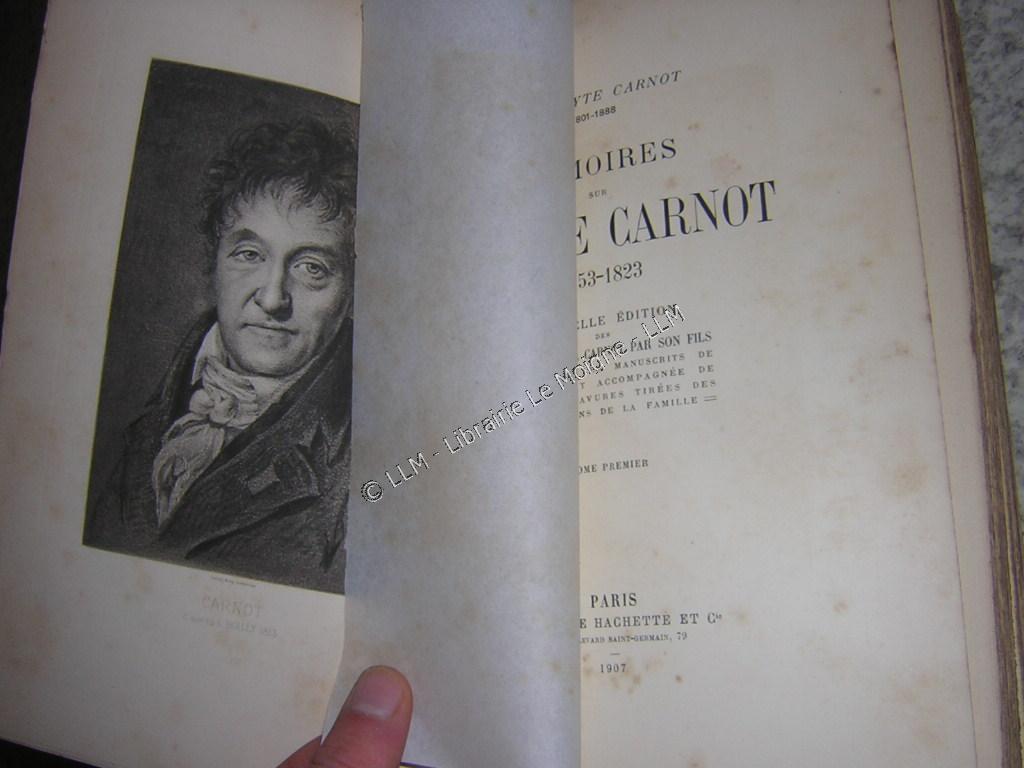 CARNOT
YTE CARNOT
801-1888
MOIRES
SUR
E CARNOT
53-1823
ELLE ÉDITION
DES
CARNOT PAR SON FILS
MANUSCRITS DE
T ACCOMPAGNÉE DE
AVURES TIRÉES DES
NS DE LA FAMILLE
OME PREMIER
PARIS
E HACHETTE ET Cie
LEVARD SAINT-GERMAIN, 79
1907
© LLM - Librairie Le Moigne - LLM